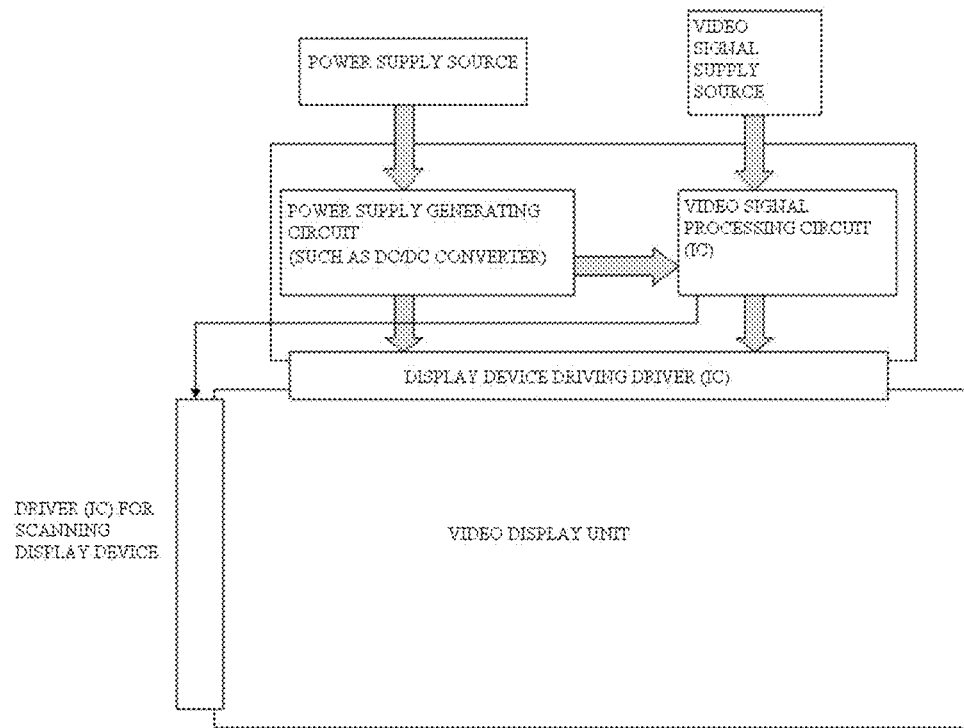 POWER SUPPLY SOURCE
VIDEO
SIGNAL
SUPPLY
SOURCE
POWER SUPPLY GENERATING
CIRCUIT
(SUCH AS DC/DC CONVERTER)
VIDEO SIGNAL
PROCESSING CIRCUIT
(IC)
DISPLAY DEVICE DRIVING DRIVER (IC)
DRIVER (IC) FOR
SCANNING
DISPLAY DEVICE
VIDEO DISPLAY UNIT